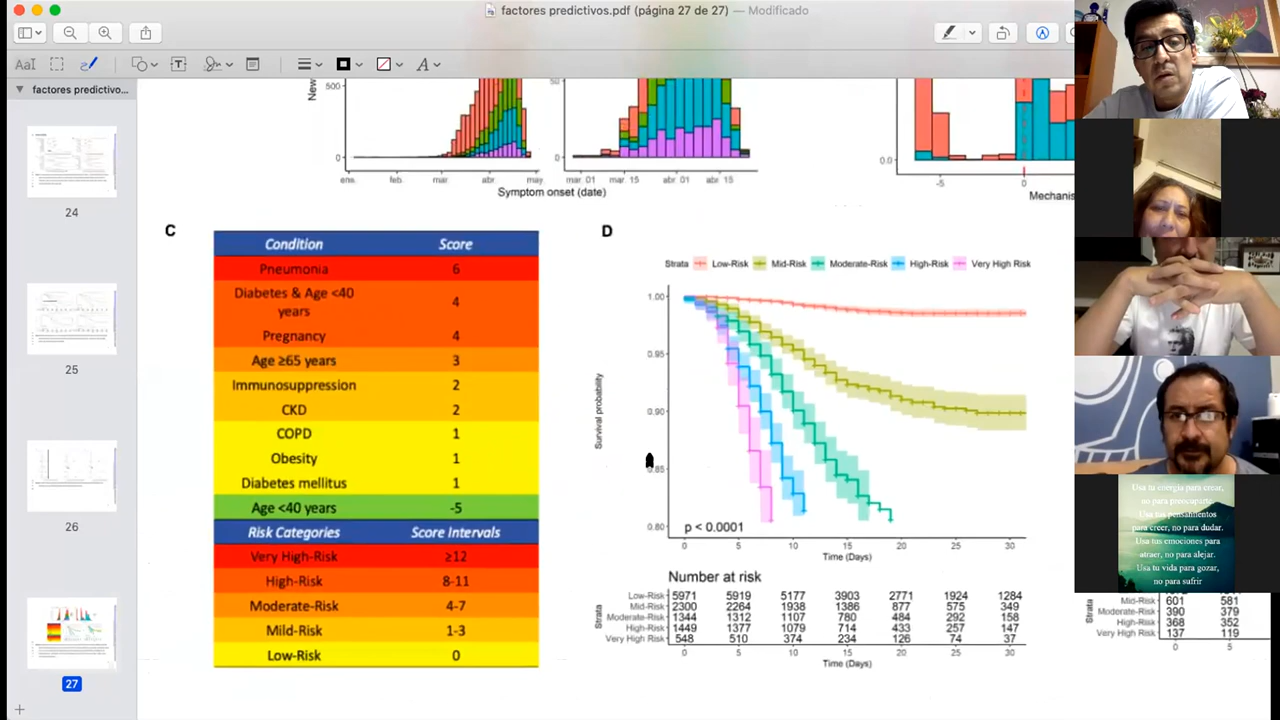 factores predictivos.pdf (página 27 de 27) — Modificado
AaI
T
A
factores predictivo...
24
25
26
27
New
500
0
ene.
feb.
mar.
abr.
may
Symptom onset (date)
0
mar. 01
mar. 15
abr. 01
abr. 15
0.0
-5
0
Mechanis
C
Condition Score
Pneumonia 6
Diabetes & Age <40
years 4
Pregnancy 4
Age ≥65 years 3
Immunosuppression 2
CKD 2
COPD 1
Obesity 1
Diabetes mellitus 1
Age <40 years -5
Risk Categories Score Intervals
Very High-Risk ≥12
High-Risk 8-11
Moderate-Risk 4-7
Mild-Risk 1-3
Low-Risk 0
D
Strata Low-Risk Mid-Risk Moderate-Risk High-Risk Very High Risk
Survival probability
1.00
0.95
0.90
0.85
0.80
p < 0.0001
0 5 10 15 20 25 30
Time (Days)
Number at risk
Strata
Low-Risk 5971 5919 5177 3903 2771 1924 1284
Mid-Risk 2300 2264 1938 1386 877 575 349
Moderate-Risk 1344 1312 1107 780 484 292 158
High-Risk 1449 1377 1079 714 433 257 147
Very High Risk 548 510 374 234 126 74 37
0 5 10 15 20 25 30
Time (Days)
Usa tu energía para crear,
no para preocuparte.
Usa tus pensamientos
para creer, no para dudar.
Usa tus emociones para
atraer, no para alejar.
Usa tu vida para gozar,
no para sufrir
Strata
Mid-Risk 601 581
Moderate-Risk 390 379
High-Risk 368 352
Very High Risk 137 119
0 5